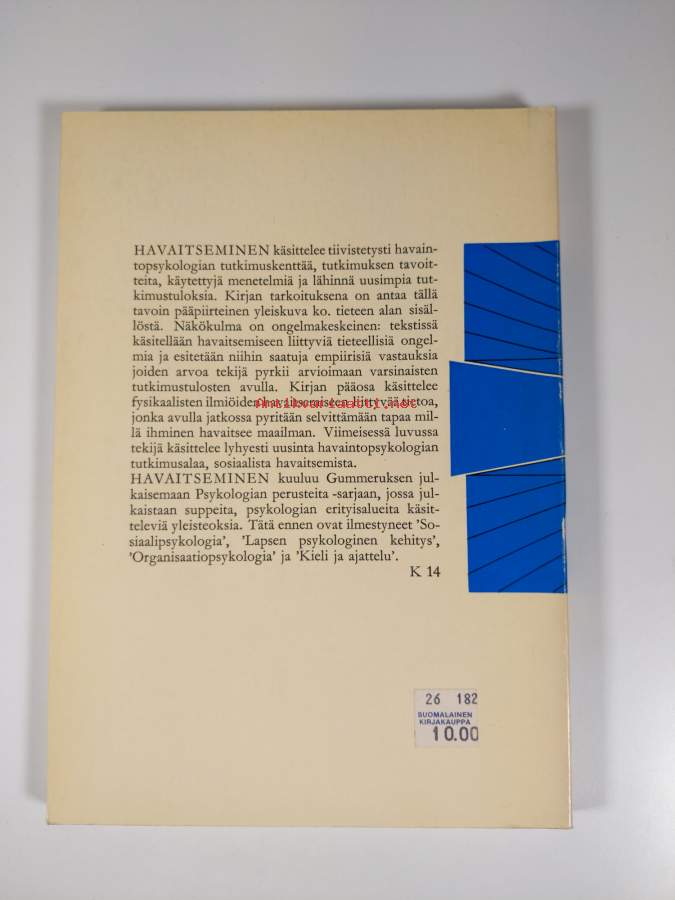 HAVAITSEMINEN käsittelee tiivistetysti havain-
topsykologian tutkimuskenttää, tutkimuksen tavoit-
teita, käytettyjä menetelmiä ja lähinnä uusimpia tut-
kimustuloksia. Kirjan tarkoituksena on antaa tällä
tavoin pääpiirteinen yleiskuva ko. tieteen alan sisäl-
löstä. Näkökulma on ongelmakeskeinen: tekstissä
käsitellään havaitsemiseen liittyviä tieteellisiä ongel-
mia ja esitetään niihin saatuja empiirisiä vastauksia
joiden arvoa tekijä pyrkii arvioimaan varsinaisten
tutkimustulosten avulla. Kirjan pääosa käsittelee
fysikaalisten ilmiöiden havaitsemiseen liittyvää tietoa,
Antikvariaatti.net
jonka avulla jatkossa pyritään selvittämään tapaa mil-
lä ihminen havaitsee maailman. Viimeisessä luvussa
tekijä käsittelee lyhyesti uusinta havaintopsykologian
tutkimusalaa, sosiaalista havaitsemista.
HAVAITSEMINEN kuuluu Gummeruksen jul-
kaisemaan Psykologian perusteita -sarjaan, jossa jul-
kaistaan suppeita, psykologian erityisalueita käsit-
televiä yleisteoksia. Tätä ennen ovat ilmestyneet ’So-
siaalipsykologia’, ’Lapsen psykologinen kehitys’,
’Organisaatiopsykologia’ ja ’Kieli ja ajattelu’.
K 14
26 182
SUOMALAINEN
KIRJAKAUPPA
10.00